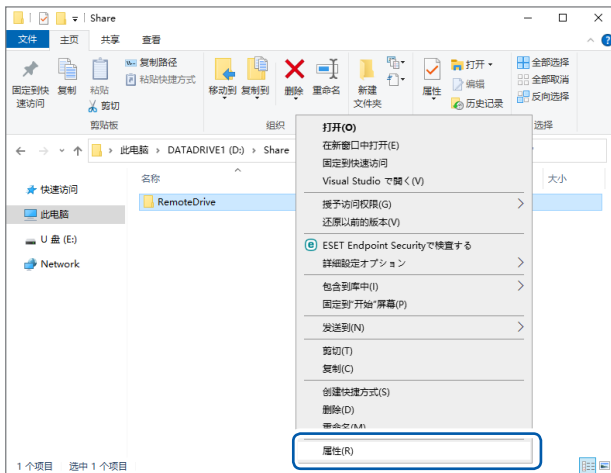 Share
文件 主页 共享 查看
固定到快速访问
复制
粘贴
复制路径
粘贴快捷方式
剪切
剪贴板
移动到
复制到
删除
重命名
组织
新建
文件夹
属性
打开
编辑
历史记录
全部选择
全部取消
反向选择
选择
此电脑 › DATADRIVE1 (D:) › Share
名称
大小
快速访问
此电脑
U 盘 (E:)
Network
RemoteDrive
打开(O)
在新窗口中打开(E)
固定到快速访问
Visual Studio で開く(V)
授予访问权限(G)
还原以前的版本(V)
ESET Endpoint Securityで検査する
詳細設定オプション
包含到库中(I)
固定到"开始"屏幕(P)
发送到(N)
剪切(T)
复制(C)
创建快捷方式(S)
删除(D)
重命名(M)
属性(R)
1 个项目 选中 1 个项目